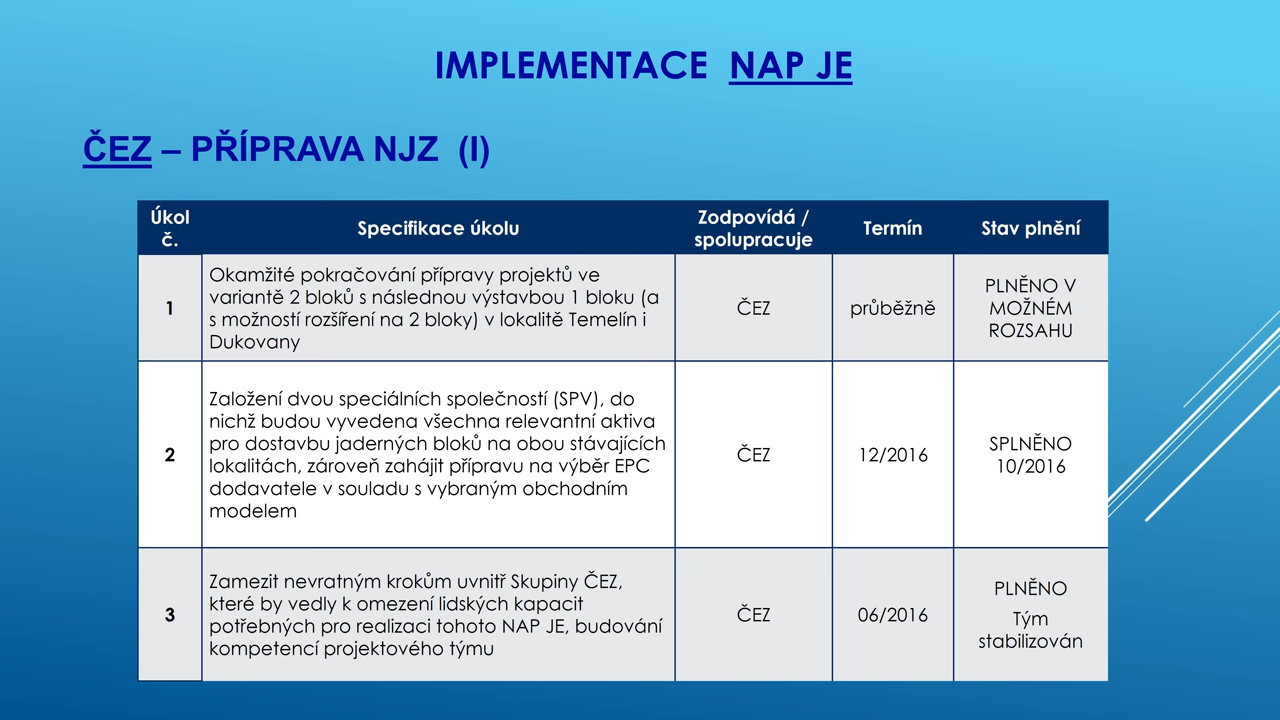 IMPLEMENTACE NAP JE
ČEZ – PŘÍPRAVA NJZ (I)
Úkol
č.
Specifikace úkolu
Zodpovídá /
spolupracuje
Termín
Stav plnění
1
Okamžité pokračování přípravy projektů ve
variantě 2 bloků s následnou výstavbou 1 bloku (a
s možností rozšíření na 2 bloky) v lokalitě Temelín i
Dukovany
ČEZ
průběžně
PLNĚNO V
MOŽNÉM
ROZSAHU
2
Založení dvou speciálních společností (SPV), do
nichž budou vyvedena všechna relevantní aktiva
pro dostavbu jaderných bloků na obou stávajících
lokalitách, zároveň zahájit přípravu na výběr EPC
dodavatele v souladu s vybraným obchodním
modelem
ČEZ
12/2016
SPLNĚNO
10/2016
3
Zamezit nevratným krokům uvnitř Skupiny ČEZ,
které by vedly k omezení lidských kapacit
potřebných pro realizaci tohoto NAP JE, budování
kompetencí projektového týmu
ČEZ
06/2016
PLNĚNO
Tým
stabilizován